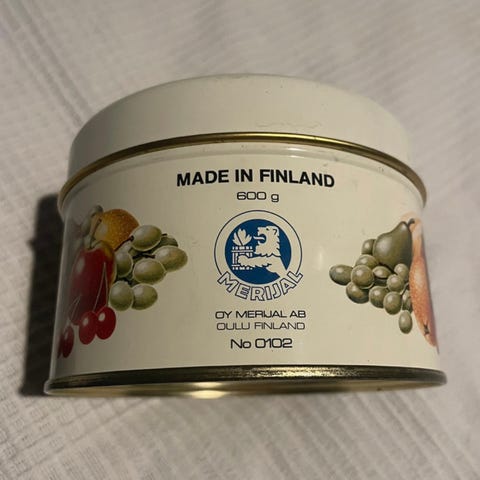 MADE IN FINLAND
600 g
MERIJAL
OY MERIJAL AB
OULU FINLAND
No 0102